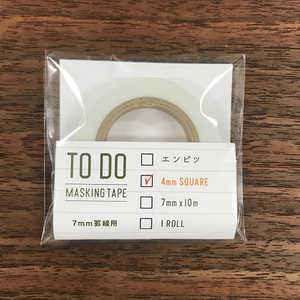 TO DO
MASKING TAPE
7mm罫線用
エンピツ
4mm SQUARE
7mm x 10m
1 ROLL